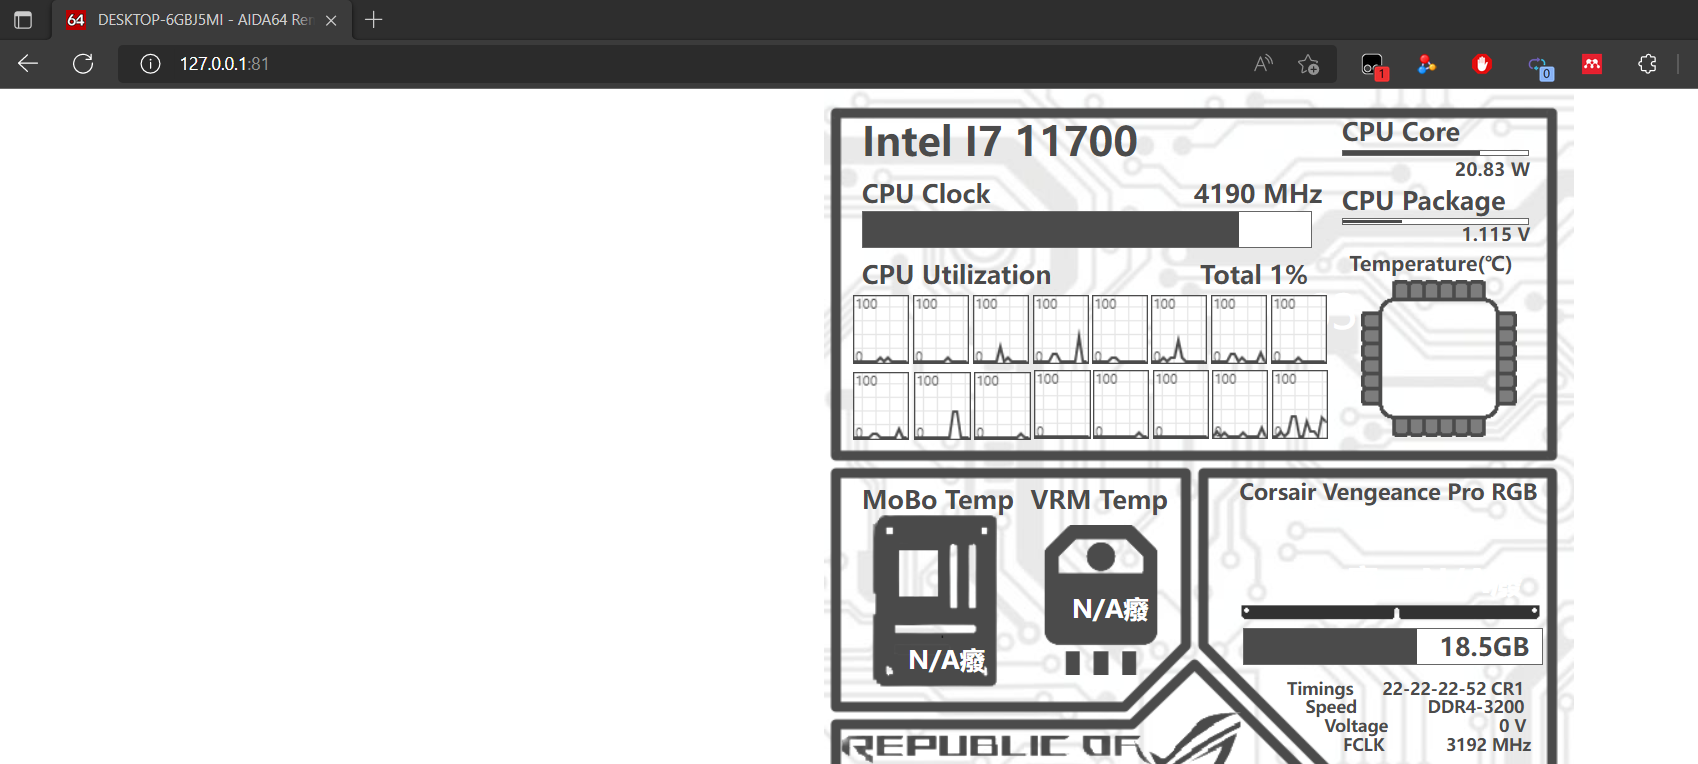 64 DESKTOP-6GBJ5MI - AIDA64 Rem
127.0.0.1:81
1
0
Intel I7 11700
CPU Core
20.83 W
CPU Clock
4190 MHz
CPU Package
1.115 V
CPU Utilization
Total 1%
Temperature(℃)
100 100 100 100 100 100 100 100
0 0 0 0 0 0 0 0
100 100 100 100 100 100 100 100
0 0 0 0 0 0 0 0
MoBo Temp
VRM Temp
Corsair Vengeance Pro RGB
N/A癈
N/A癈
18.5GB
Timings 22-22-22-52 CR1
Speed DDR4-3200
Voltage 0 V
FCLK 3192 MHz
REPUBLIC OF